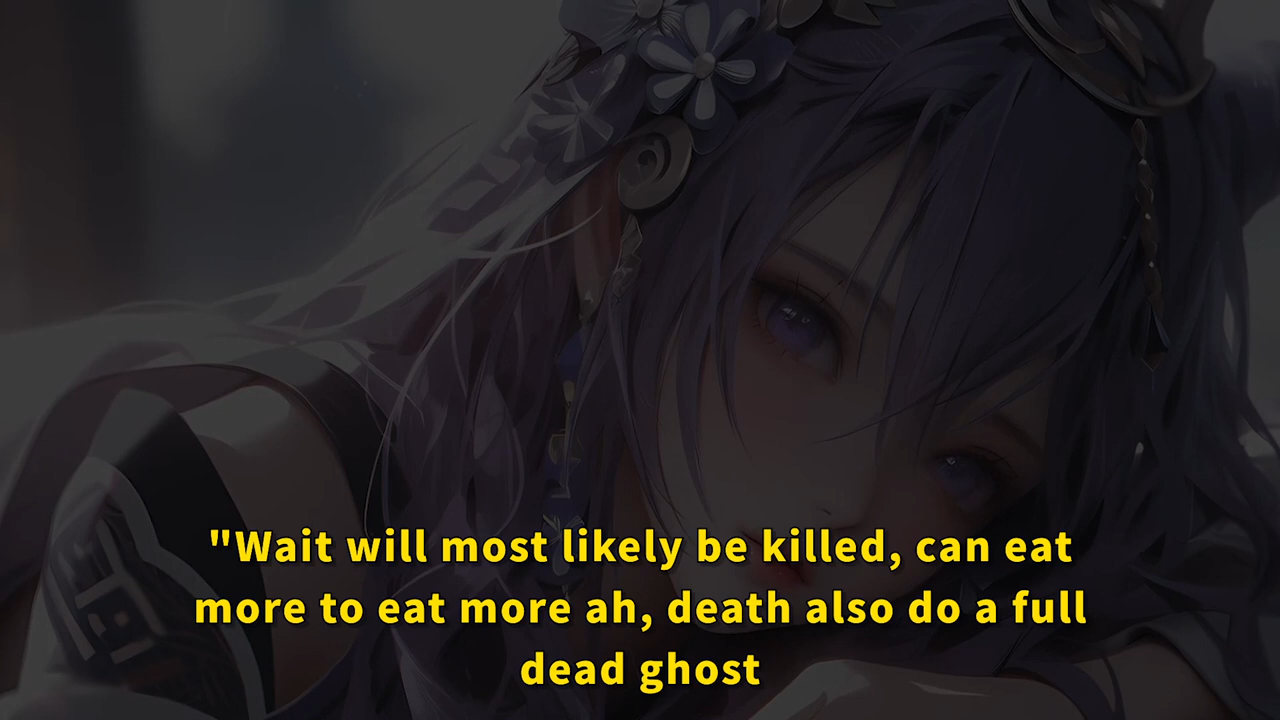 "Wait will most likely be killed, can eat
more to eat more ah, death also do a full
dead ghost